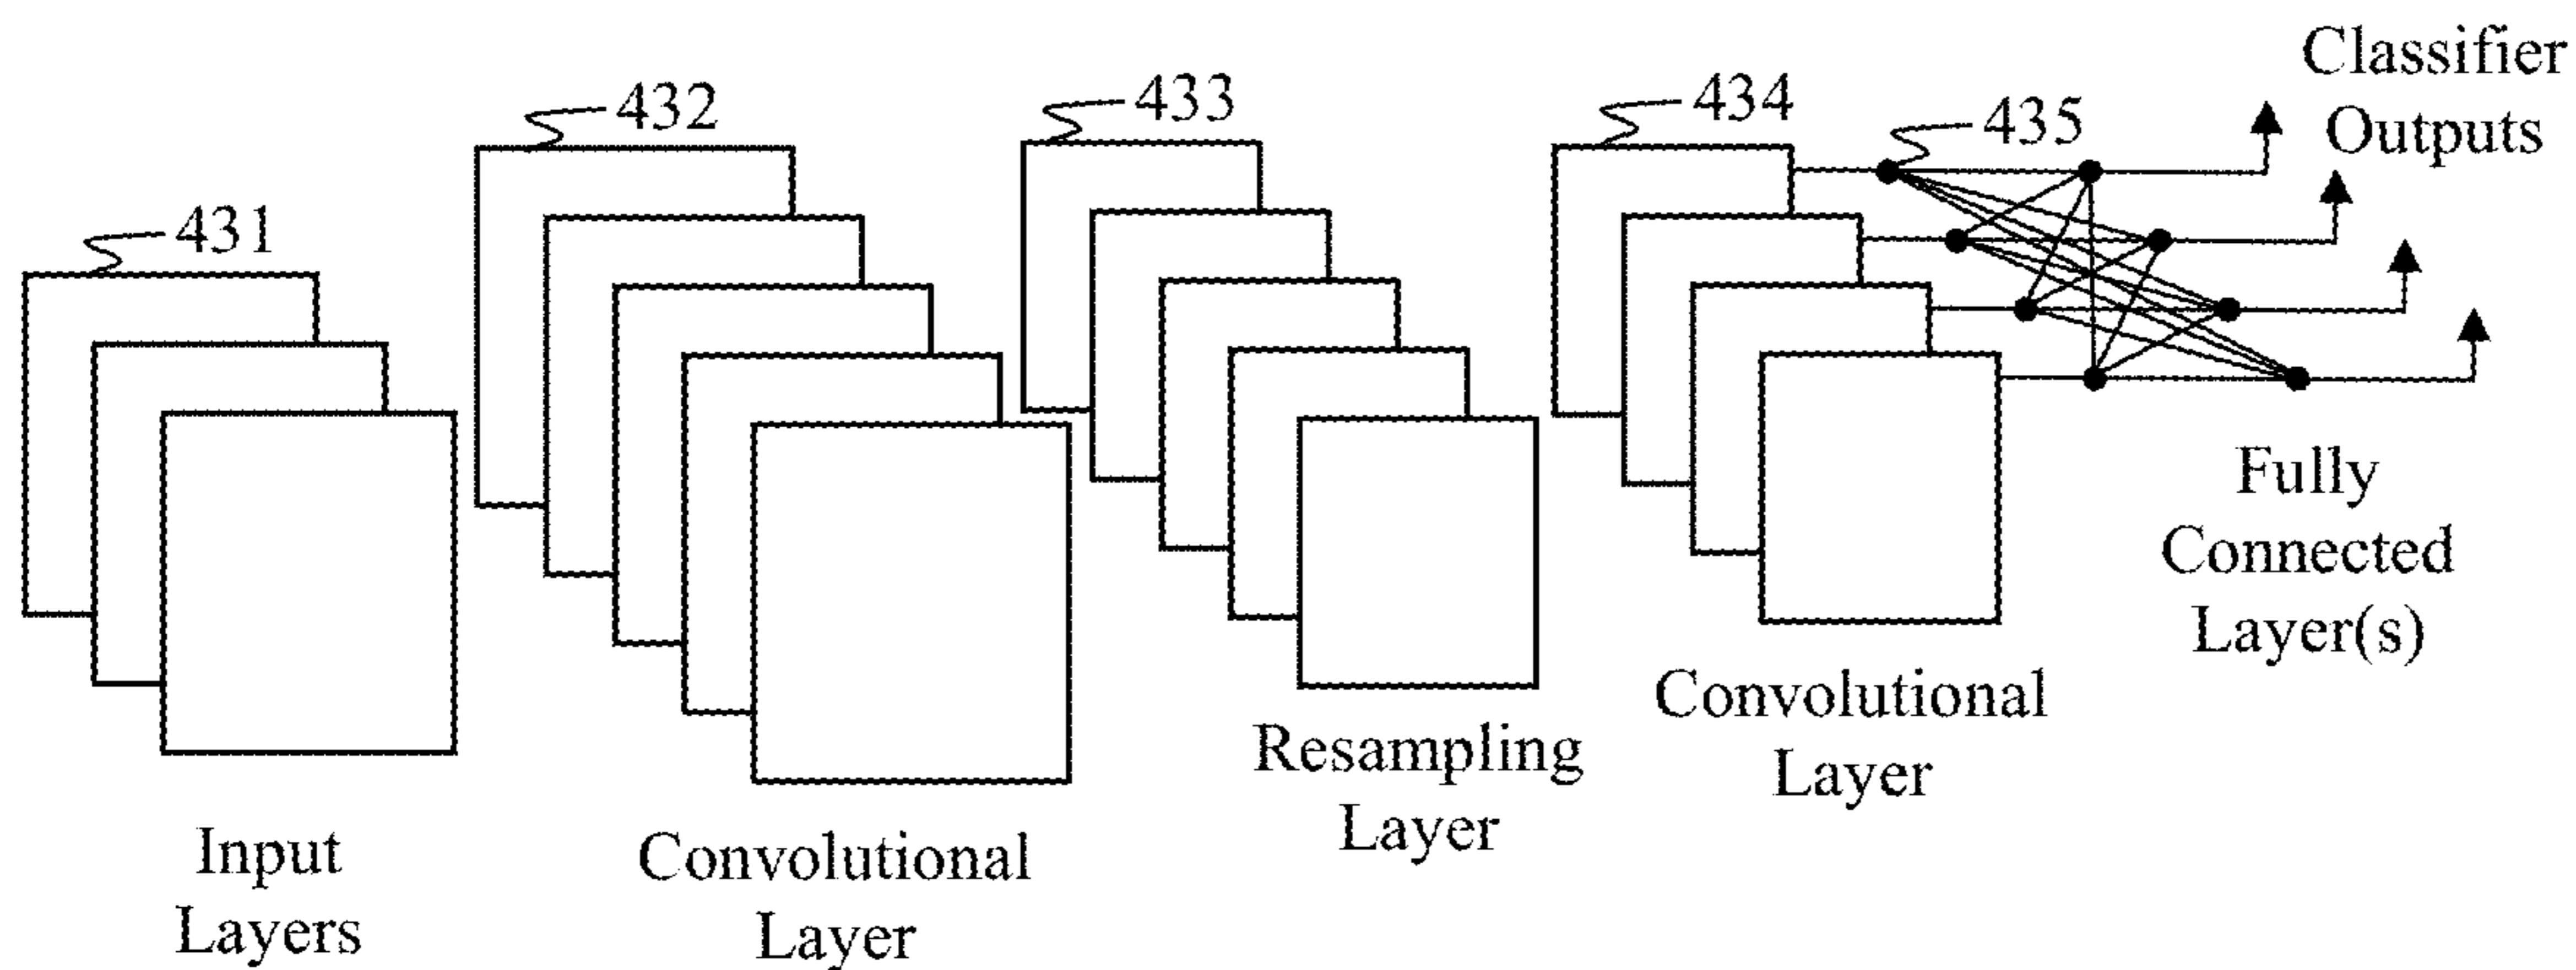 Classifier
Outputs
431
432
433
434
435
Input
Layers
Convolutional
Layer
Resampling
Layer
Convolutional
Layer
Fully
Connected
Layer(s)